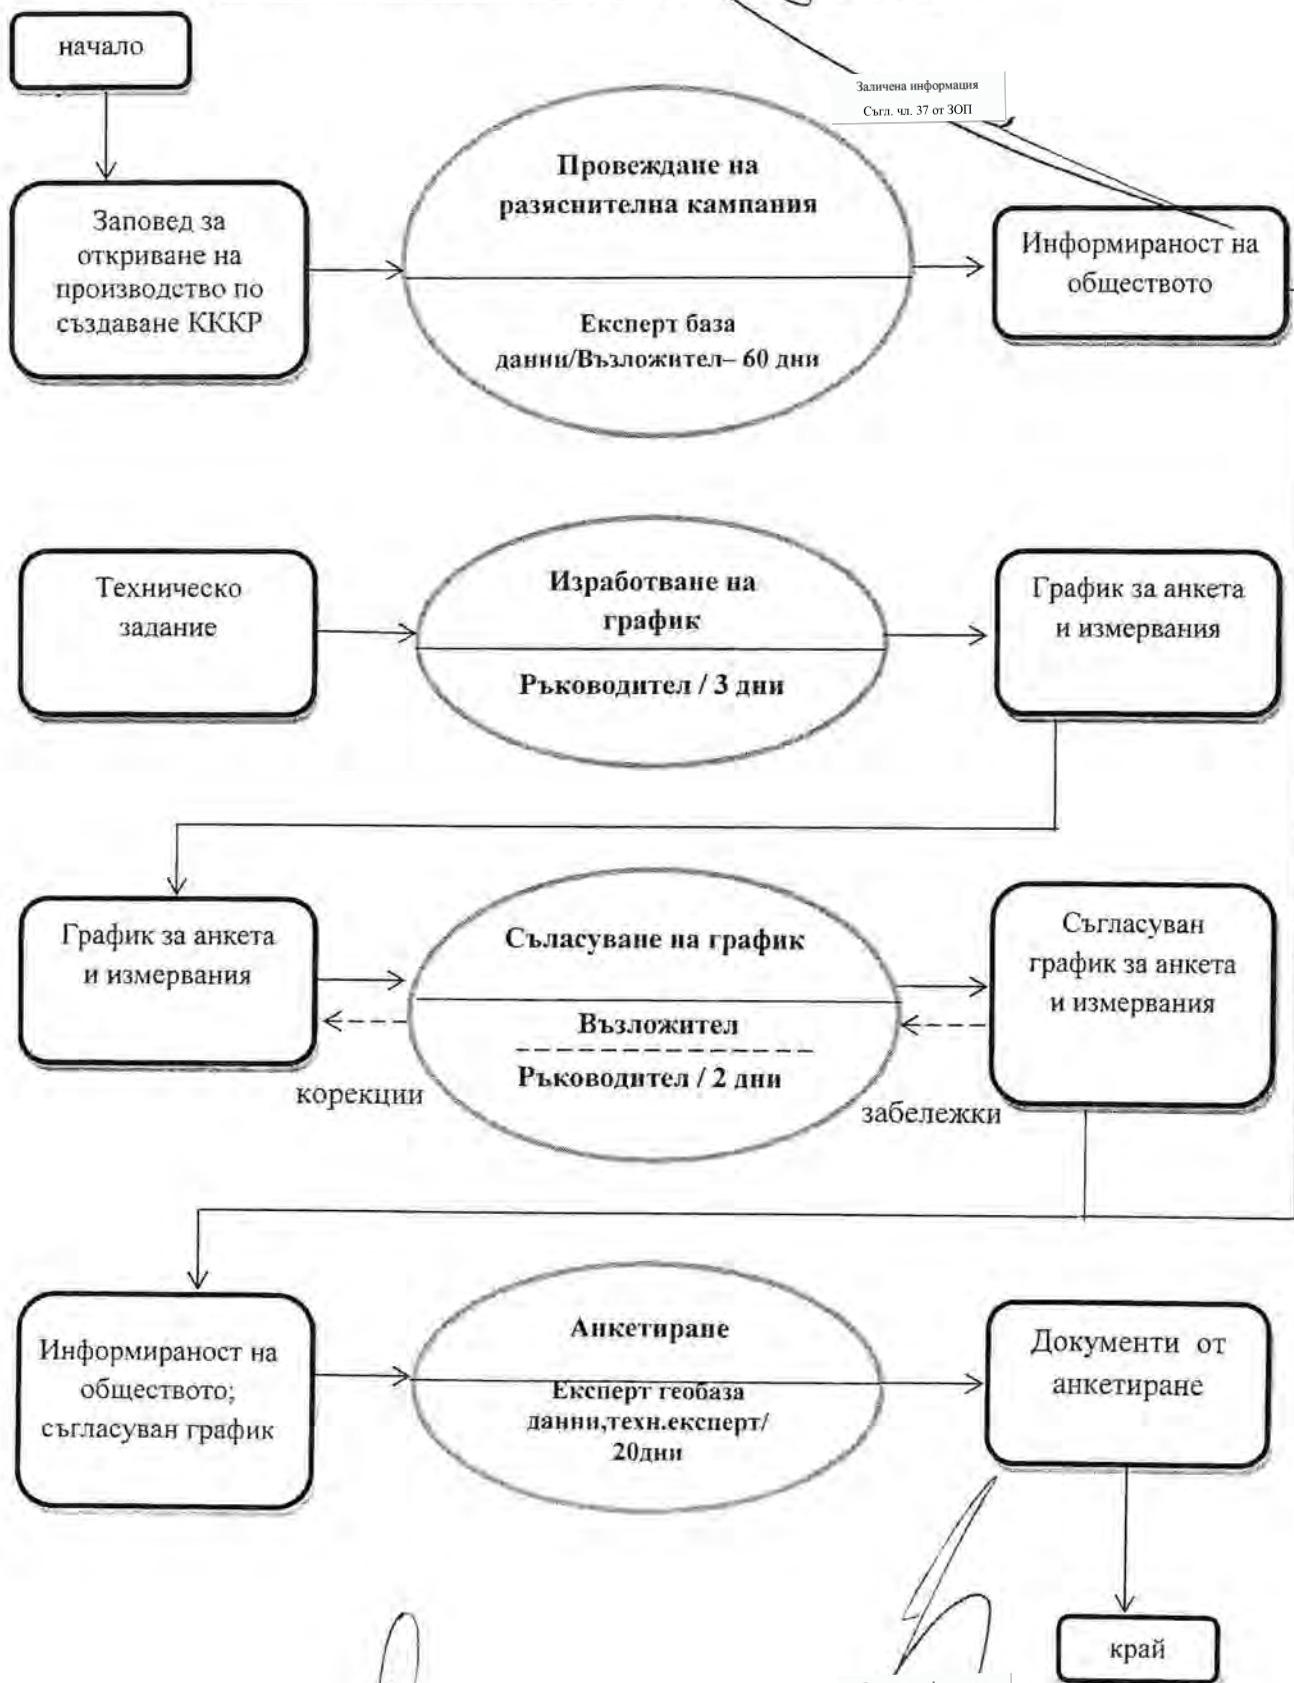 начало
Заличена информация
Съгл. чл. 37 от ЗОП
Заповед за
откриване на
производство по
създаване КККР
Провеждане на
разяснителна кампания
Експерт база
данни/Възложител– 60 дни
Информираност на
обществото
Техническо
задание
Изработване на
график
Ръководител / 3 дни
График за анкета
и измервания
График за анкета
и измервания
Съласуване на график
Възложител
Ръководител / 2 дни
Съгласуван
график за анкета
и измервания
корекции
забележки
Информираност на
обществото;
съгласуван график
Анкетиране
Експерт геобаза
данни,техн.експерт/
20дни
Документи от
анкетиране
край